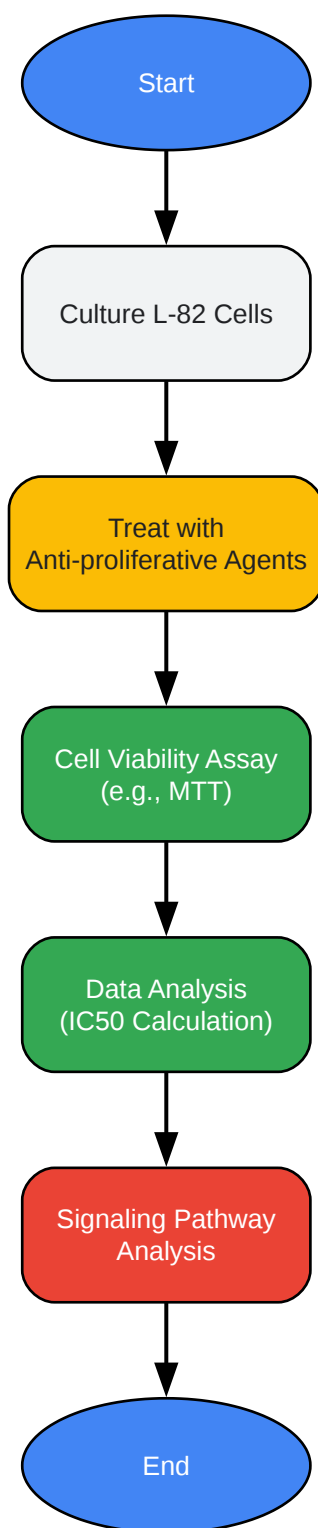 Start
Culture L-82 Cells
Treat with
Anti-proliferative Agents
Cell Viability Assay
(e.g., MTT)
Data Analysis
(IC50 Calculation)
Signaling Pathway
Analysis
End